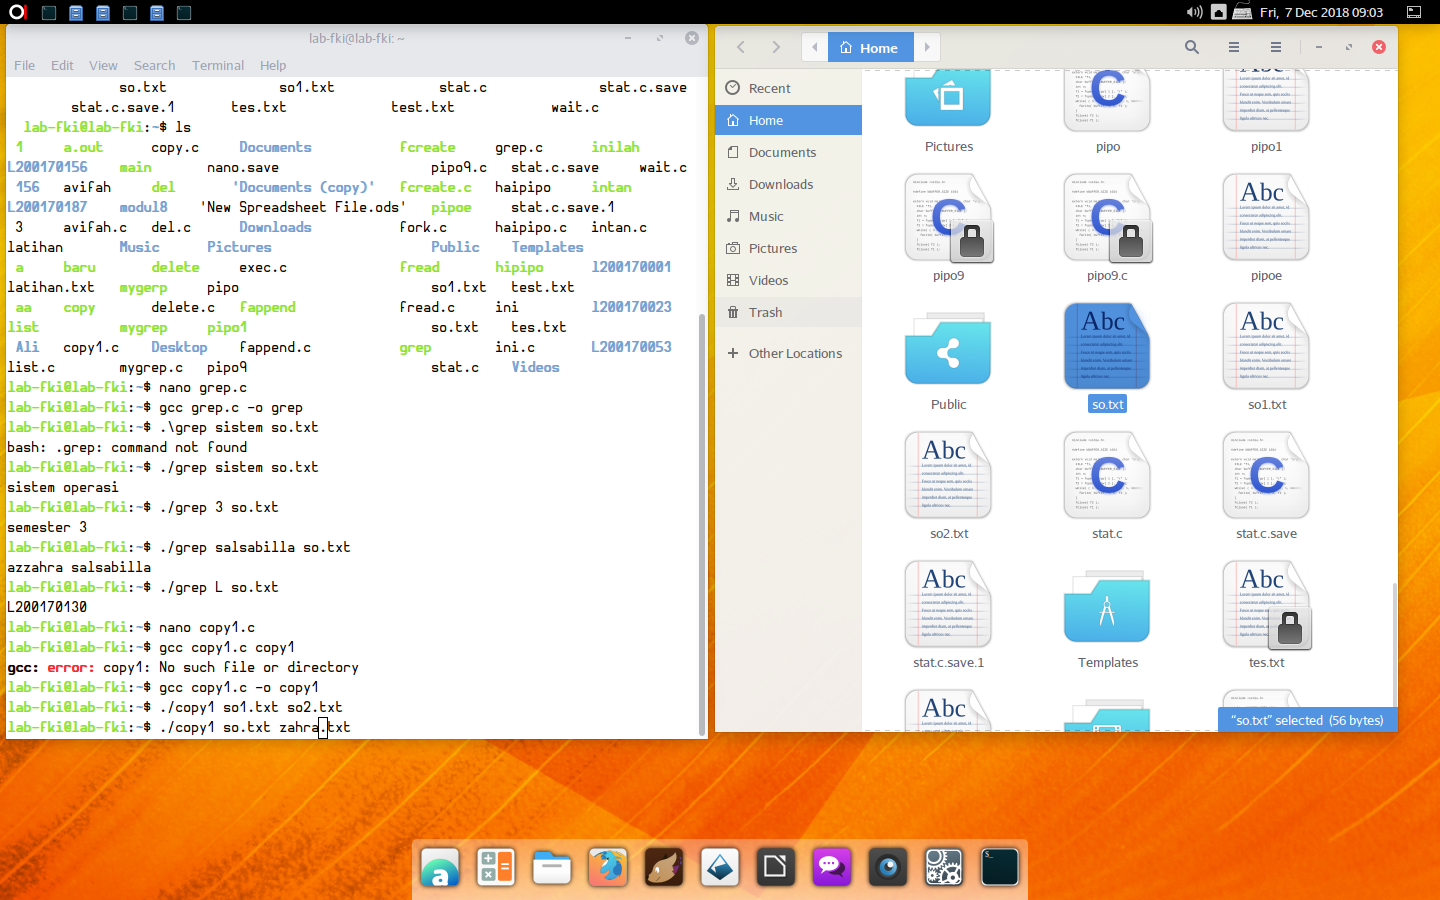 Fri, 7 Dec 2018 09:03
lab-fki@lab-fki: ~
File Edit View Search Terminal Help
so.txt so1.txt stat.c stat.c.save
stat.c.save.1 tes.txt test.txt wait.c
lab-fki@lab-fki:~$ ls
1 a.out copy.c Documents Fcreate grep.c inilah
L200170156 main nano.save pipo9.c stat.c.save wait.c
156 avifah del 'Documents (copy)' fcreate.c haipipo intan
L200170187 modul8 'New Spreadsheet File.ods' pipoe stat.c.save.1
3 avifah.c del.c Downloads fork.c haipipo.c intan.c
latihan Music Pictures Public Templates
a baru delete exec.c fread hipipo l200170001
latihan.txt mygerp pipo so1.txt test.txt
aa copy delete.c fappend fread.c ini l200170023
list mygrep pipo1 so.txt tes.txt
Ali copy1.c Desktop fappend.c grep ini.c L200170053
list.c mygrep.c pipo9 stat.c Videos
lab-fki@lab-fki:~$ nano grep.c
lab-fki@lab-fki:~$ gcc grep.c -o grep
lab-fki@lab-fki:~$ .\grep sistem so.txt
bash: .grep: command not found
lab-fki@lab-fki:~$ ./grep sistem so.txt
sistem operasi
lab-fki@lab-fki:~$ ./grep 3 so.txt
semester 3
lab-fki@lab-fki:~$ ./grep salsabilla so.txt
azzahra salsabilla
lab-fki@lab-fki:~$ ./grep L so.txt
L200170130
lab-fki@lab-fki:~$ nano copy1.c
lab-fki@lab-fki:~$ gcc copy1.c copy1
gcc: error: copy1: No such file or directory
lab-fki@lab-fki:~$ gcc copy1.c -o copy1
lab-fki@lab-fki:~$ ./copy1 so1.txt so2.txt
lab-fki@lab-fki:~$ ./copy1 so.txt zahra.txt
Home
Recent
Home
Documents
Downloads
Music
Pictures
Videos
Trash
Other Locations
Pictures pipo pipo1
Abc
pipo9 pipo9.c pipoe
Abc Abc
Public so.txt so1.txt
Abc
so2.txt stat.c stat.c.save
Abc Abc
stat.c.save.1 Templates tes.txt
"so.txt" selected (56 bytes)